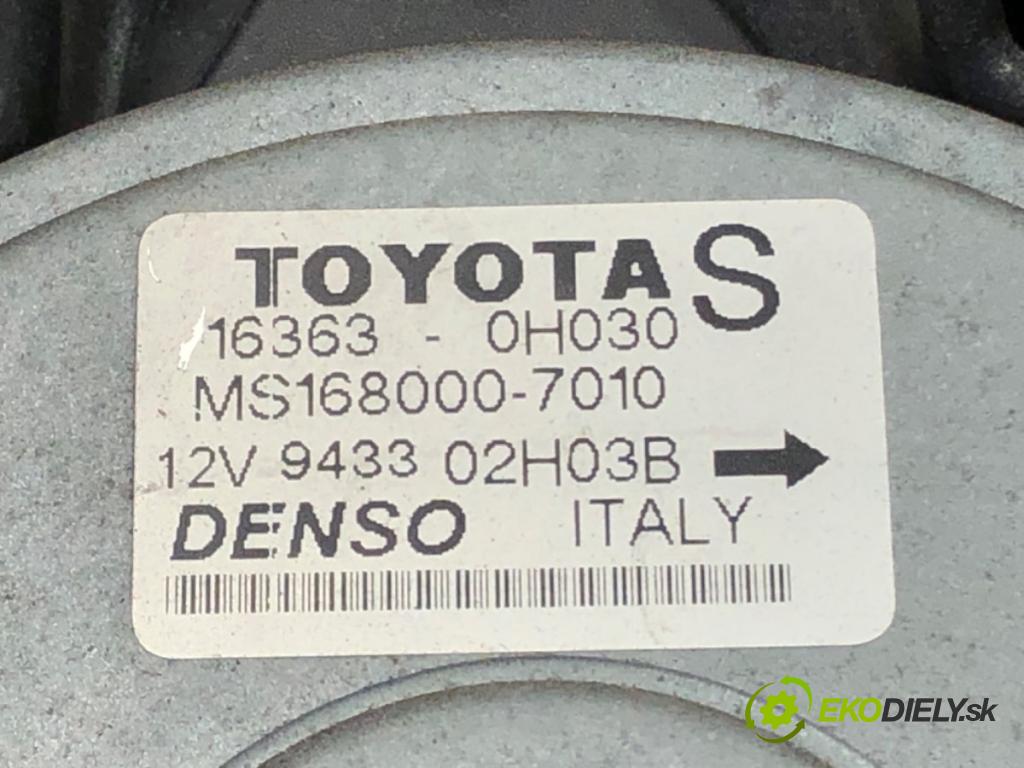 TOYOTA S
16363 - 0H030
MS168000-7010
12V 9433 02H03B
DENSO ITALY
EKODIELY.sk